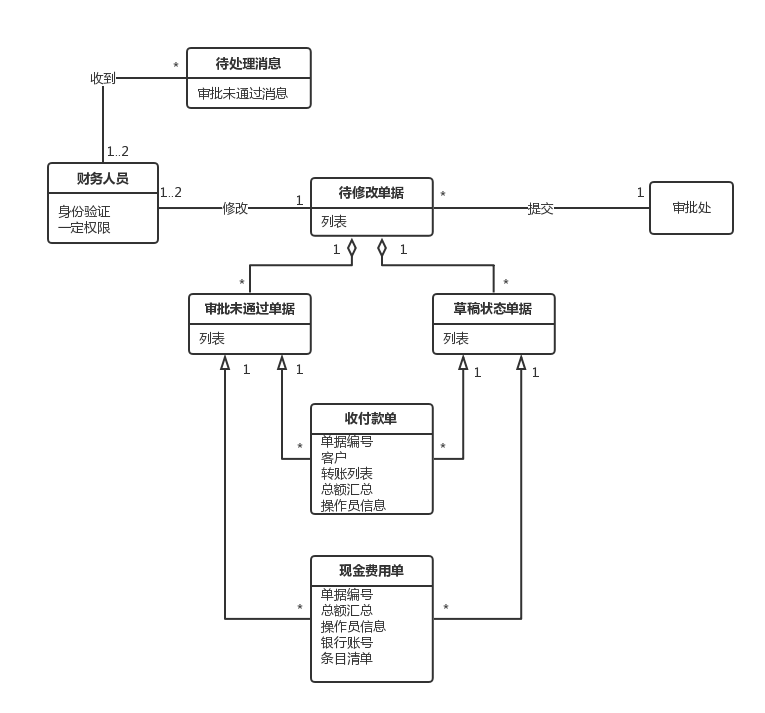 待处理消息
审批未通过消息
*
收到
1..2
财务人员
身份验证
一定权限
1..2
修改
1
待修改单据
列表
*
提交
1
审批处
1
1
*
*
审批未通过单据
列表
草稿状态单据
列表
1
1
1
1
收付款单
单据编号
客户
转账列表
总额汇总
操作员信息
*
*
现金费用单
单据编号
总额汇总
操作员信息
银行账号
条目清单
*
*